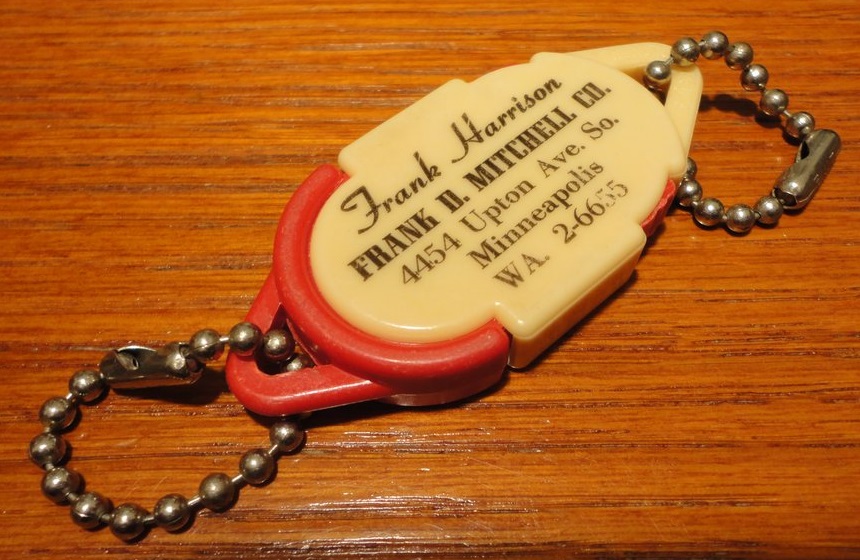 Frank Harrison
FRANK D. MITCHELL CO.
4454 Upton Ave. So.
Minneapolis
WA. 2-6655